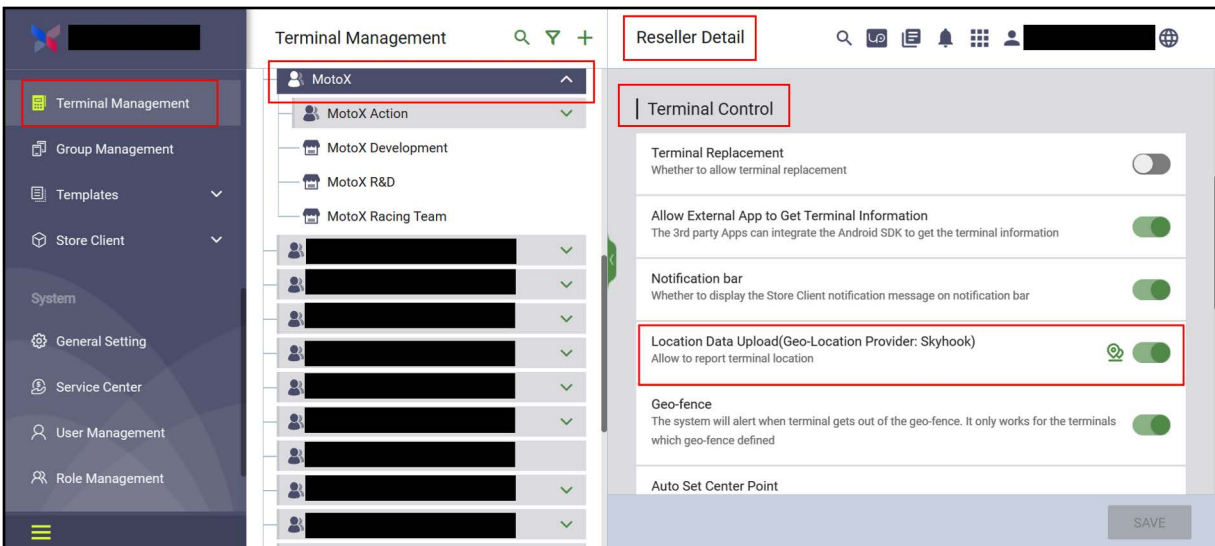 Terminal Management
Group Management
Templates
Store Client
System
General Setting
Service Center
User Management
Role Management
Terminal Management
MotoX
MotoX Action
MotoX Development
MotoX R&D
MotoX Racing Team
Reseller Detail
Terminal Control
Terminal Replacement
Whether to allow terminal replacement
Allow External App to Get Terminal Information
The 3rd party Apps can integrate the Android SDK to get the terminal information
Notification bar
Whether to display the Store Client notification message on notification bar
Location Data Upload(Geo-Location Provider: Skyhook)
Allow to report terminal location
Geo-fence
The system will alert when terminal gets out of the geo-fence. It only works for the terminals
which geo-fence defined
Auto Set Center Point
SAVE